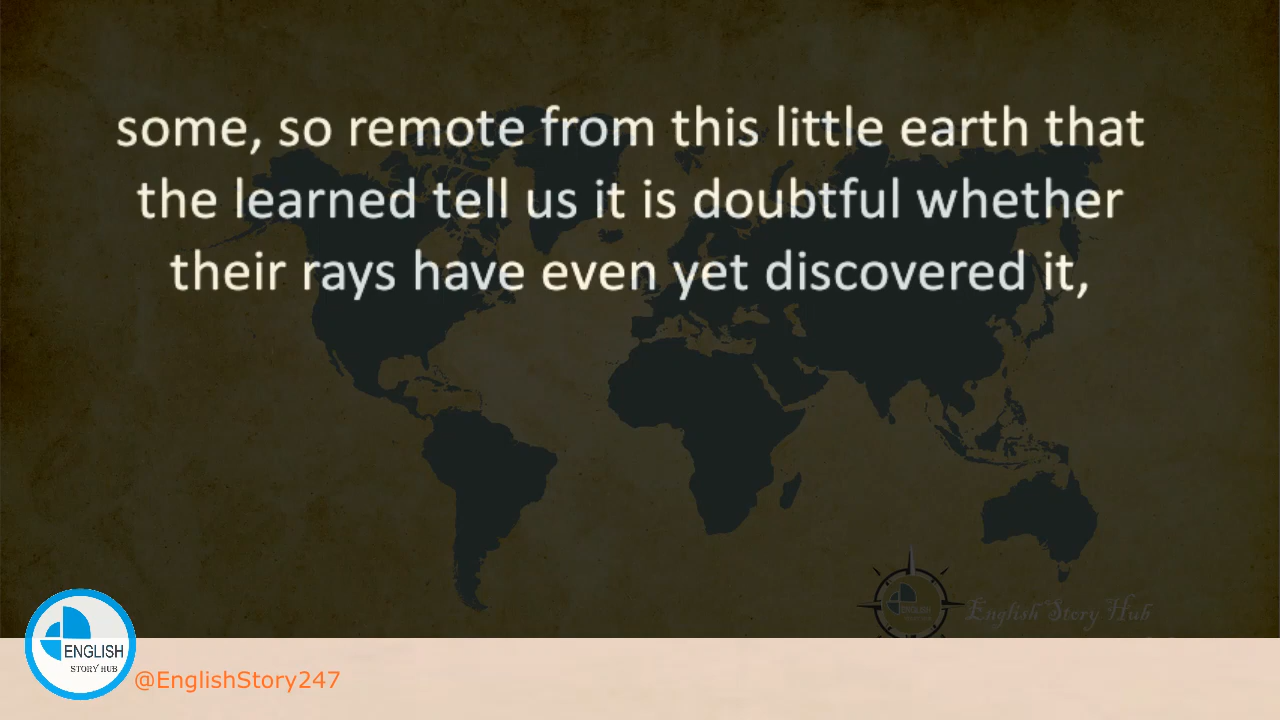 some, so remote from this little earth that
the learned tell us it is doubtful whether
their rays have even yet discovered it,
English Story Hub
ENGLISH
STORY HUB
@EnglishStory247